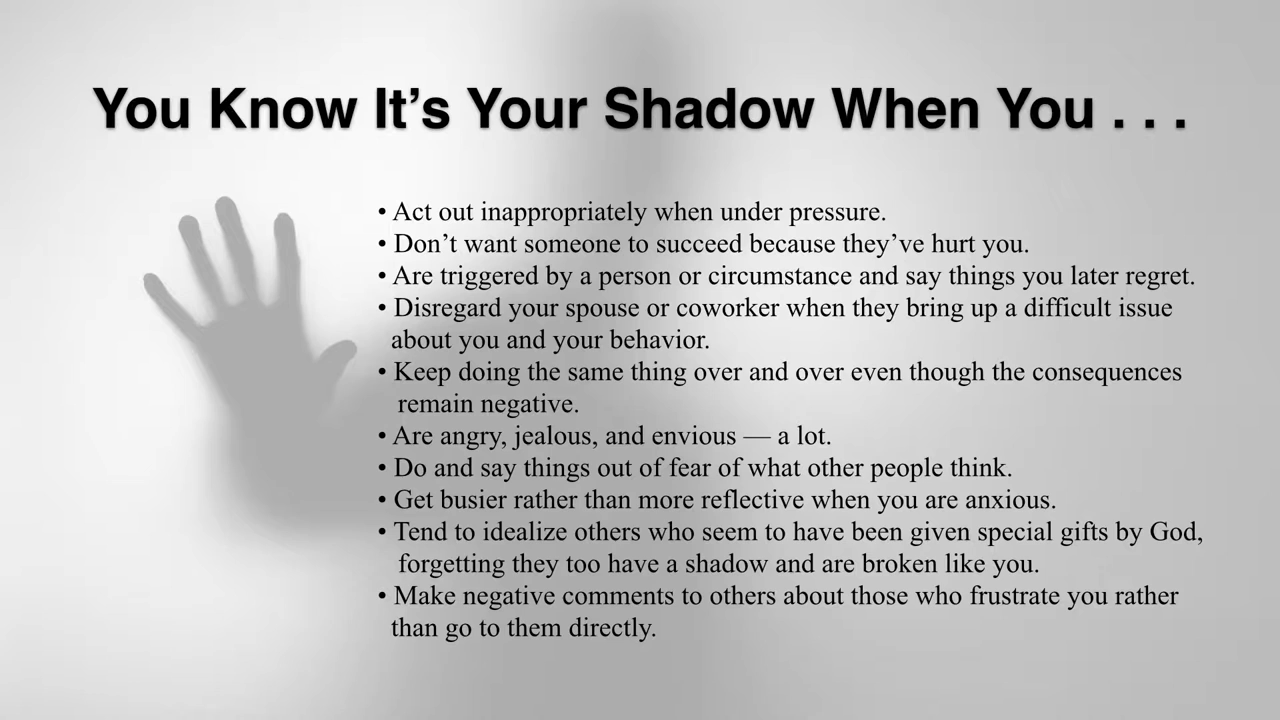 You Know It’s Your Shadow When You . . .
• Act out inappropriately when under pressure.
• Don’t want someone to succeed because they’ve hurt you.
• Are triggered by a person or circumstance and say things you later regret.
• Disregard your spouse or coworker when they bring up a difficult issue
about you and your behavior.
• Keep doing the same thing over and over even though the consequences
remain negative.
• Are angry, jealous, and envious — a lot.
• Do and say things out of fear of what other people think.
• Get busier rather than more reflective when you are anxious.
• Tend to idealize others who seem to have been given special gifts by God,
forgetting they too have a shadow and are broken like you.
• Make negative comments to others about those who frustrate you rather
than go to them directly.